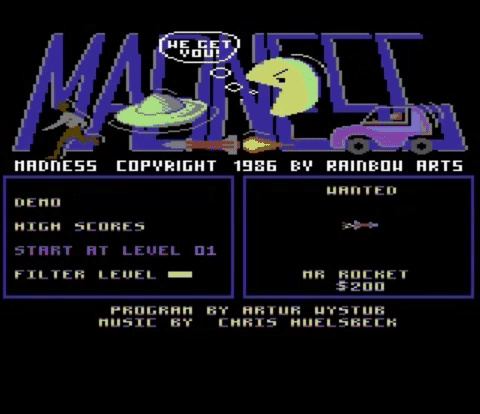 MADNESS
WE GET
YOU!
MADNESS COPYRIGHT 1986 BY RAINBOW ARTS
DEMO
HIGH SCORES
START AT LEVEL 01
FILTER LEVEL
WANTED
MR ROCKET
$200
PROGRAM BY ARTUR WYSTUB
MUSIC BY CHRIS HUELSBECK